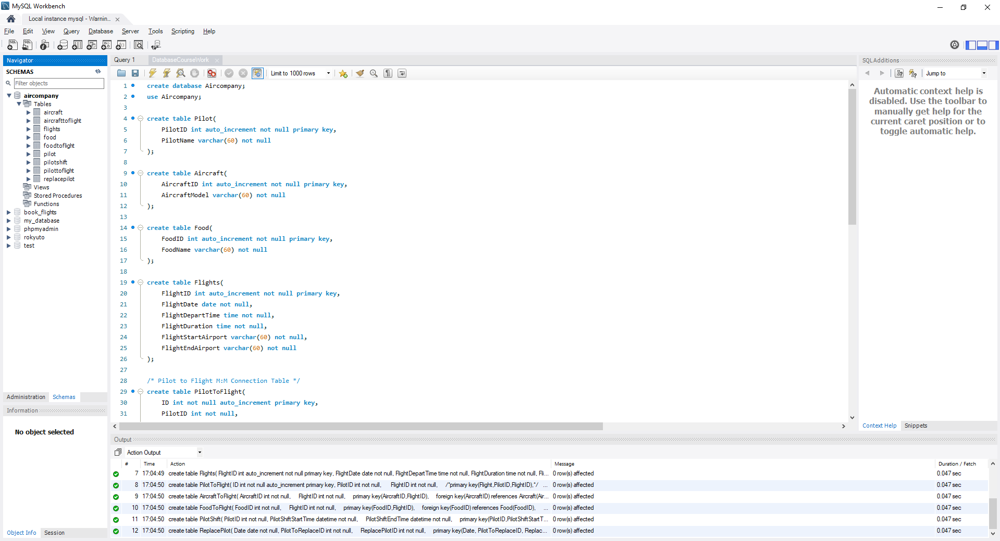 MySQL Workbench
Local instance mysql - Warnin...
File Edit View Query Database Server Tools Scripting Help
Navigator
SCHEMAS
Filter objects
aircompany
Tables
aircraft
aircrafttoflight
flights
food
foodtoflight
pilot
pilotshift
pilottoflight
replacepilot
Views
Stored Procedures
Functions
book_flights
my_database
phpmyadmin
rokyuto
test
Administration Schemas
Information
No object selected
Object Info Session
Query 1 DatabaseCourseWork
Limit to 1000 rows
1 create database Aircompany;
2 use Aircompany;
3
4 create table Pilot(
5 PilotID int auto_increment not null primary key,
6 PilotName varchar(60) not null
7 );
8
9 create table Aircraft(
10 AircraftID int auto_increment not null primary key,
11 AircraftModel varchar(60) not null
12 );
13
14 create table Food(
15 FoodID int auto_increment not null primary key,
16 FoodName varchar(60) not null
17 );
18
19 create table Flights(
20 FlightID int auto_increment not null primary key,
21 FlightDate date not null,
22 FlightDepartTime time not null,
23 FlightDuration time not null,
24 FlightStartAirport varchar(60) not null,
25 FlightEndAirport varchar(60) not null
26 );
27
28 /* Pilot to Flight M:M Connection Table */
29 create table PilotToFlight(
30 ID int not null auto_increment primary key,
31 PilotID int not null,
SQLAdditions
Jump to
Automatic context help is
disabled. Use the toolbar to
manually get help for the
current caret position or to
toggle automatic help.
Context Help Snippets
Output
Action Output
# Time Action Message Duration / Fetch
7 17:04:49 create table Flights( FlightID int auto_increment not null primary key, FlightDate date not null, FlightDepartTime time not null, FlightDuration time not null, Fli... 0 row(s) affected 0.047 sec
8 17:04:50 create table PilotToFlight( ID int not null auto_increment primary key, PilotID int not null, FlightID int not null, /*primary key(Flight,PilotID,FlightID),*/ ... 0 row(s) affected 0.047 sec
9 17:04:50 create table AircraftToFlight( AircraftID int not null, FlightID int not null, primary key(AircraftID,FlightID), foreign key(AircraftID) references Aircraft(Air... 0 row(s) affected 0.047 sec
10 17:04:50 create table FoodToFlight( FoodID int not null, FlightID int not null, primary key(FoodID,FlightID), foreign key(FoodID) references Food(FoodID), ... 0 row(s) affected 0.047 sec
11 17:04:50 create table PilotShift( PilotID int not null, PilotShiftStartTime datetime not null, PilotShiftEndTime datetime not null, primary key(PilotID,PilotShiftStartT... 0 row(s) affected 0.047 sec
12 17:04:50 create table ReplacePilot( Date date not null, PilotToReplaceID int not null, ReplacePilotID int not null, primary key(Date, PilotToReplaceID, Replac... 0 row(s) affected 0.047 sec